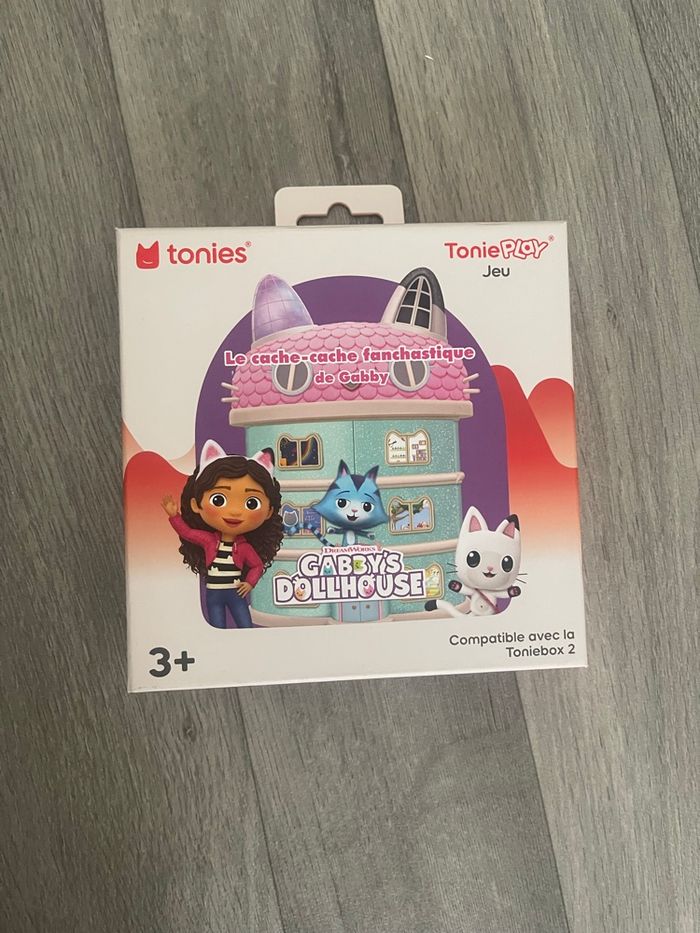 tonies®
ToniePLAY®
Jeu
Le cache-cache fanchastique
de Gabby
DREAMWORKS
GABBY'S
DOLLHOUSE
3+
Compatible avec la
Toniebox 2